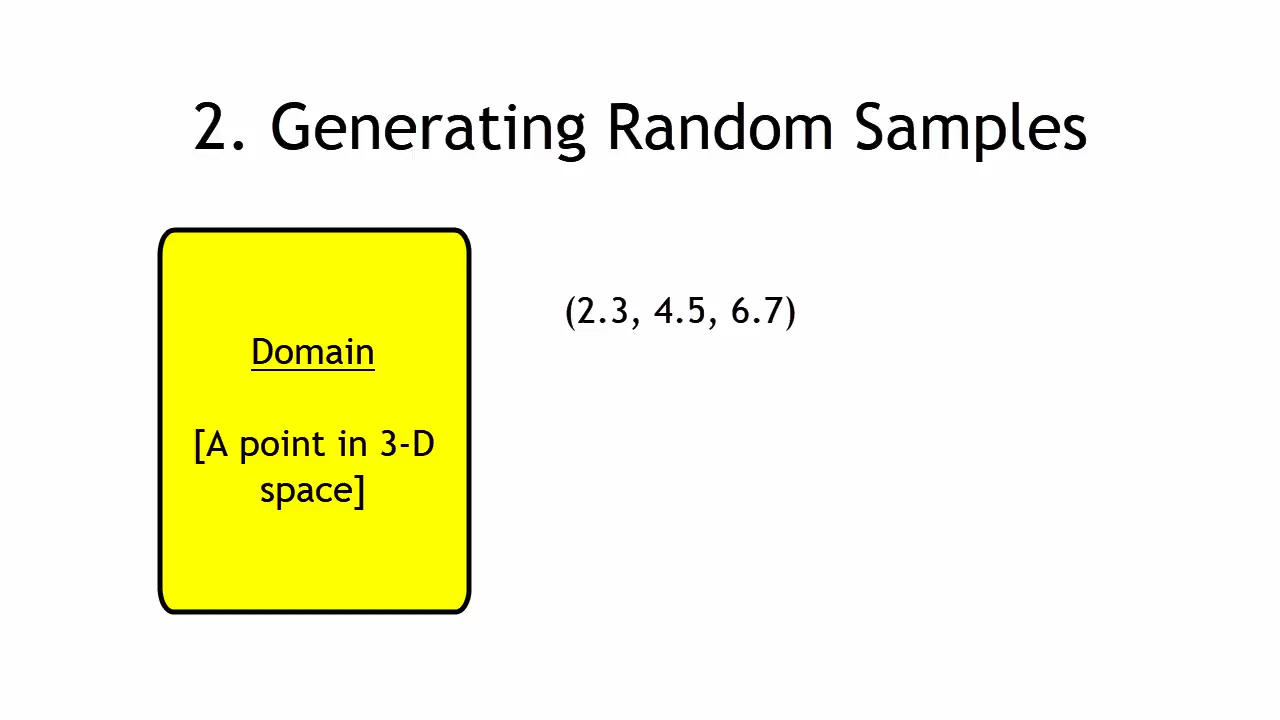 2. Generating Random Samples
(2.3, 4.5, 6.7)
Domain
[A point in 3-D
space]